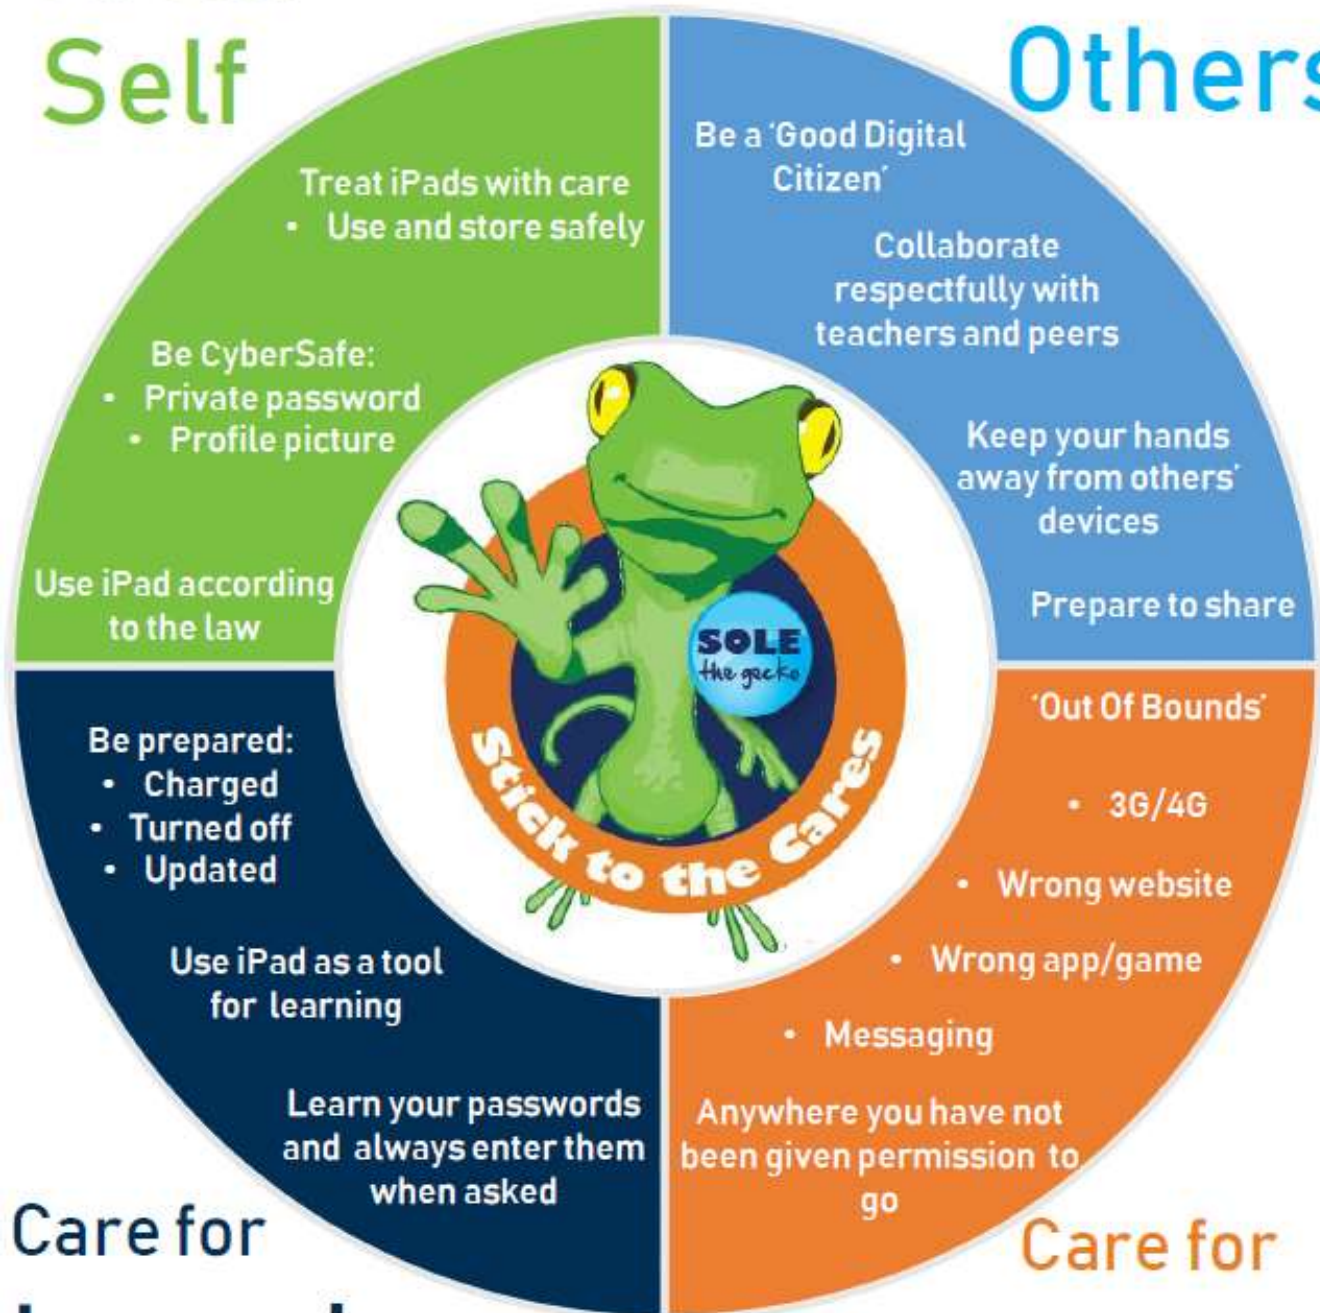 Self
Others
Treat iPads with care
• Use and store safely
Be CyberSafe:
• Private password
• Profile picture
Use iPad according
to the law
Be a 'Good Digital
Citizen'
Collaborate
respectfully with
teachers and peers
Keep your hands
away from others'
devices
Prepare to share
SOLE
the gecko
Stick to the Cares
Be prepared:
• Charged
• Turned off
• Updated
Use iPad as a tool
for learning
Learn your passwords
and always enter them
when asked
'Out Of Bounds'
• 3G/4G
• Wrong website
• Wrong app/game
• Messaging
Anywhere you have not
been given permission to
go
Care for
Care for